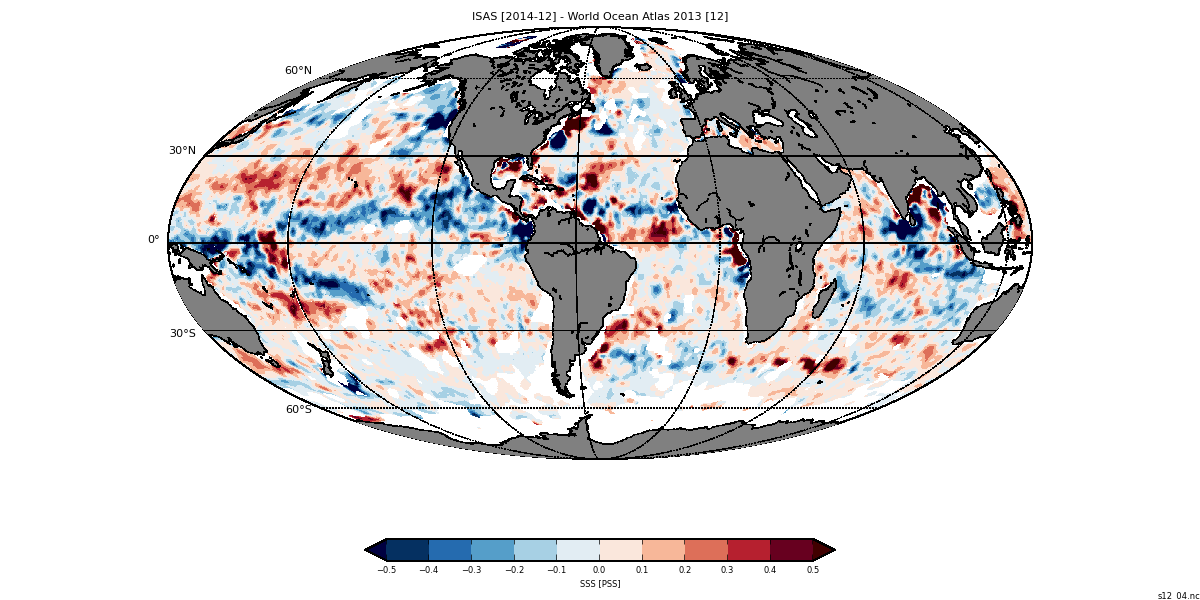 ISAS [2014-12] - World Ocean Atlas 2013 [12]
60°N
30°N
0°
30°S
60°S
−0.5 −0.4 −0.3 −0.2 −0.1 0.0 0.1 0.2 0.3 0.4 0.5
SSS [PSS]
s12_04.nc